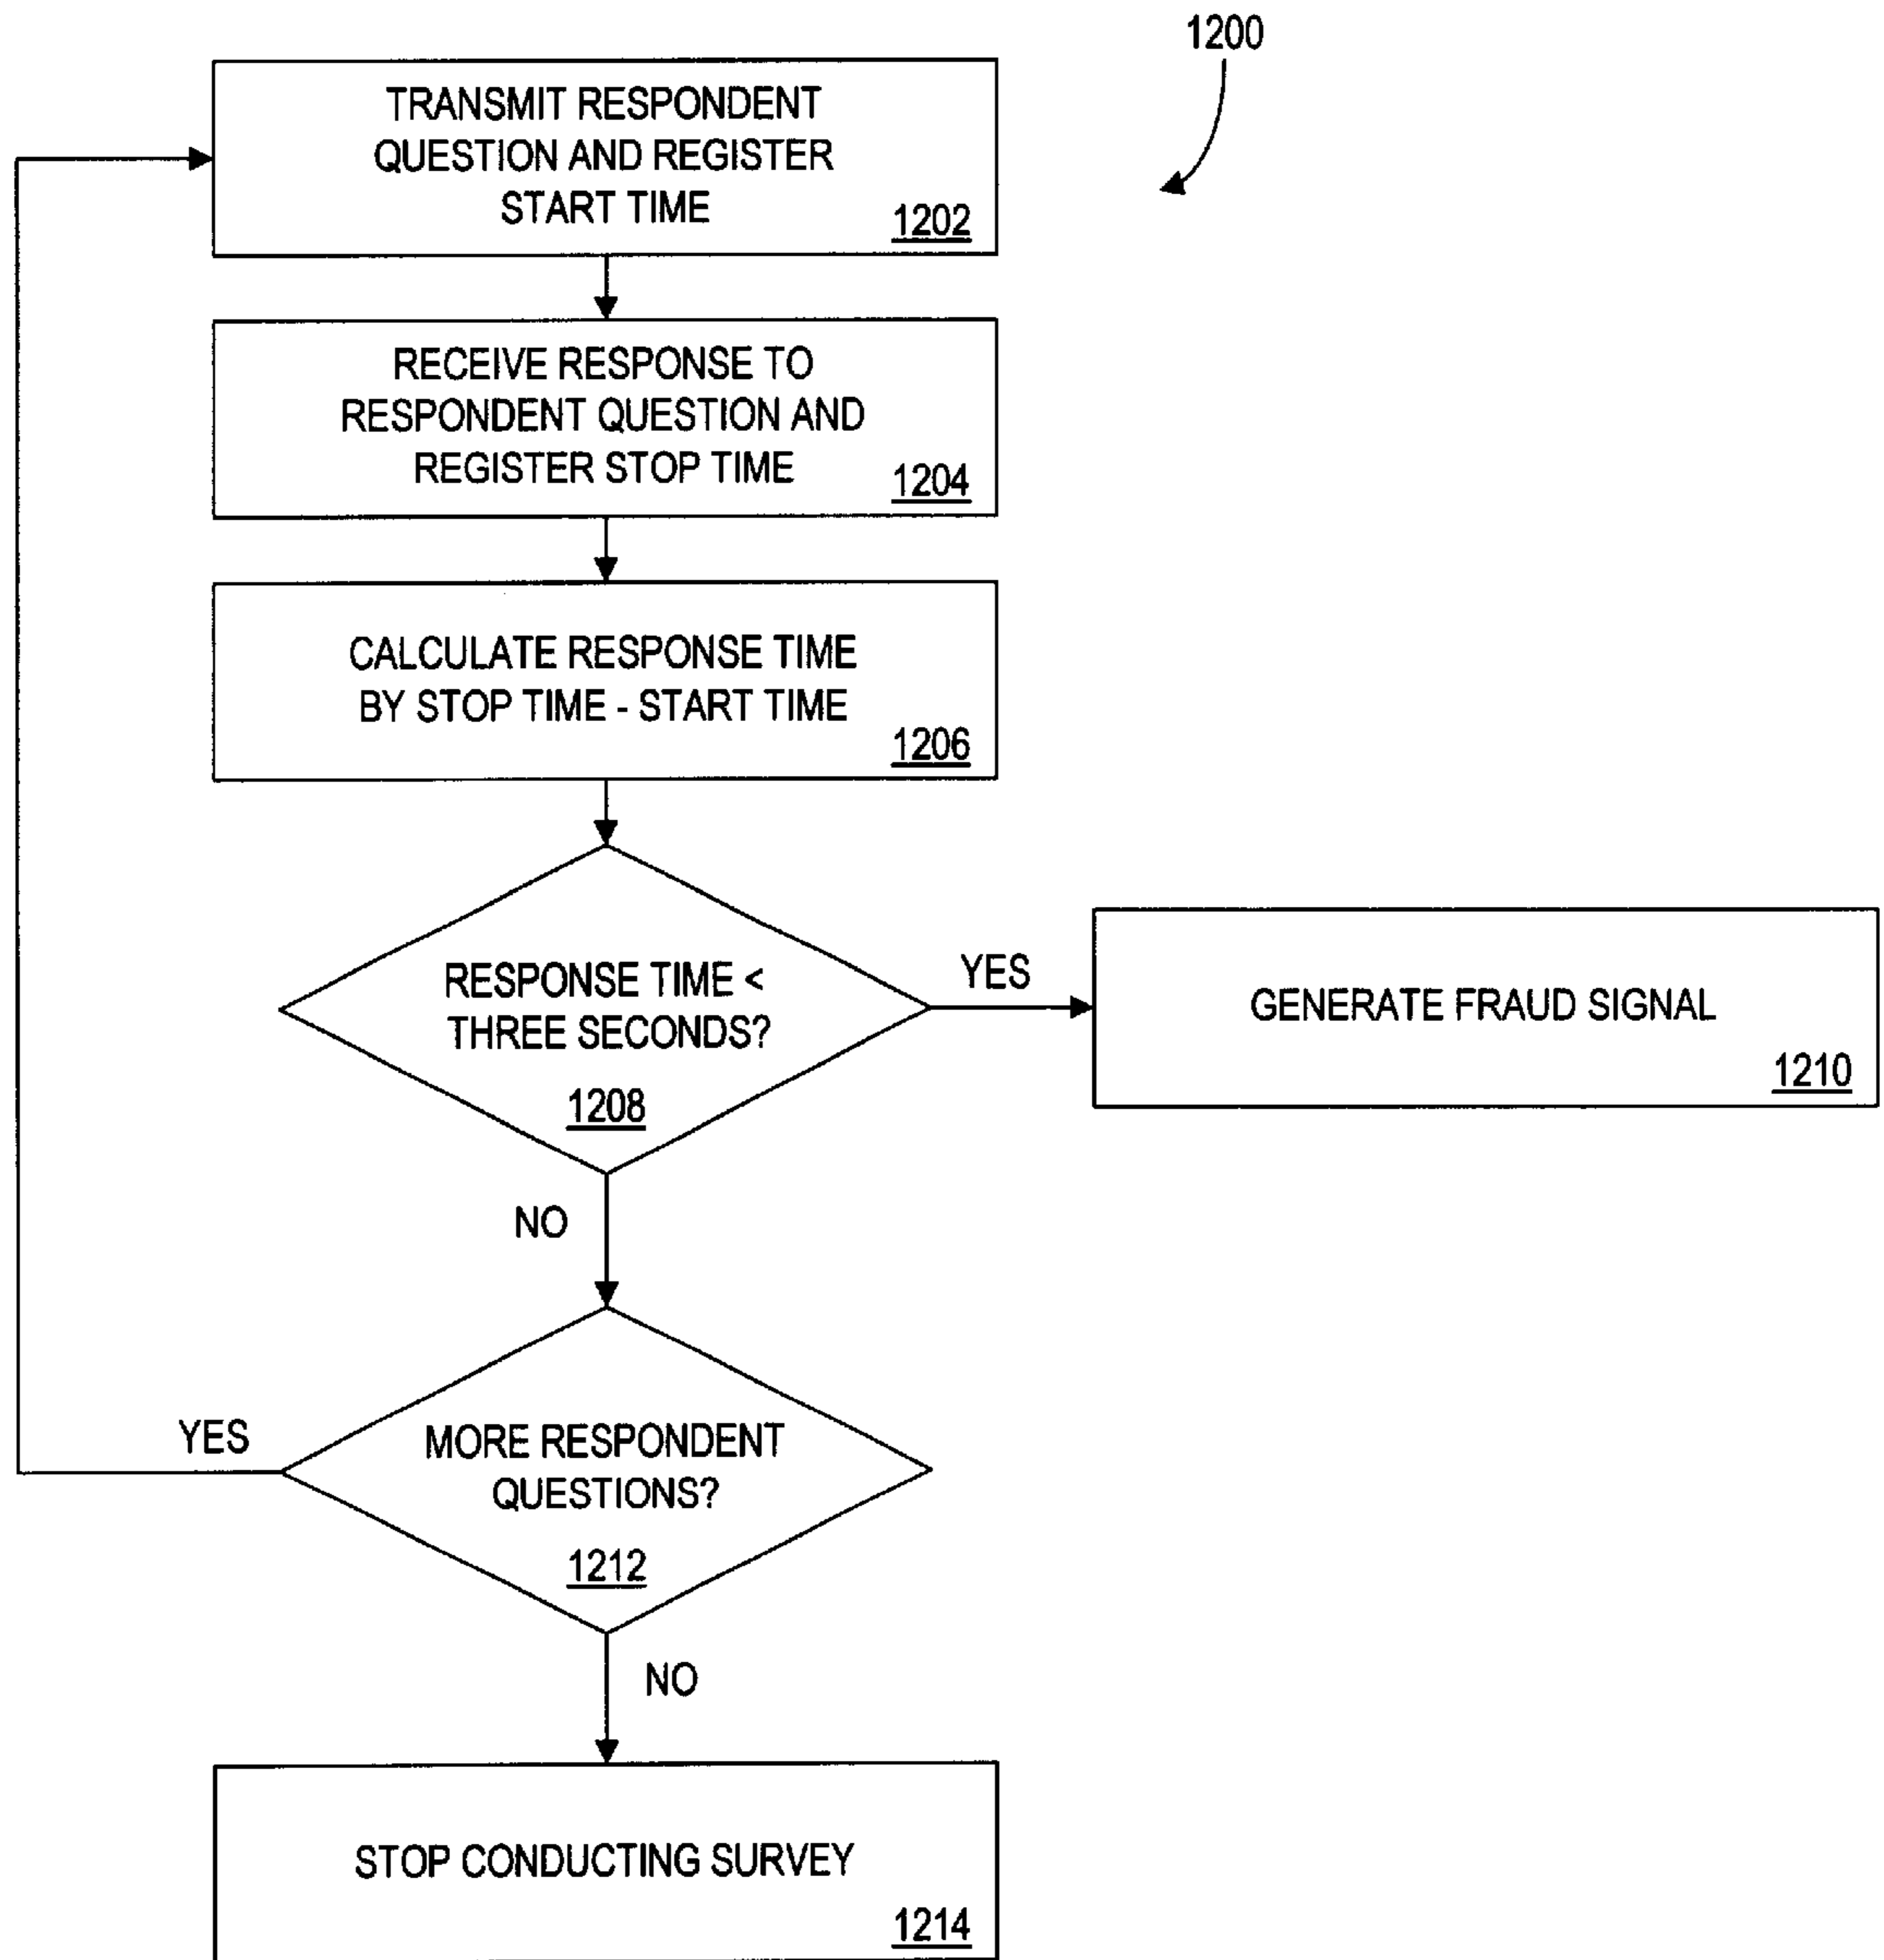 1200
TRANSMIT RESPONDENT
QUESTION AND REGISTER
START TIME
1202
RECEIVE RESPONSE TO
RESPONDENT QUESTION AND
REGISTER STOP TIME
1204
CALCULATE RESPONSE TIME
BY STOP TIME - START TIME
1206
RESPONSE TIME <
THREE SECONDS?
1208
YES
GENERATE FRAUD SIGNAL
1210
NO
MORE RESPONDENT
QUESTIONS?
1212
YES
NO
STOP CONDUCTING SURVEY
1214